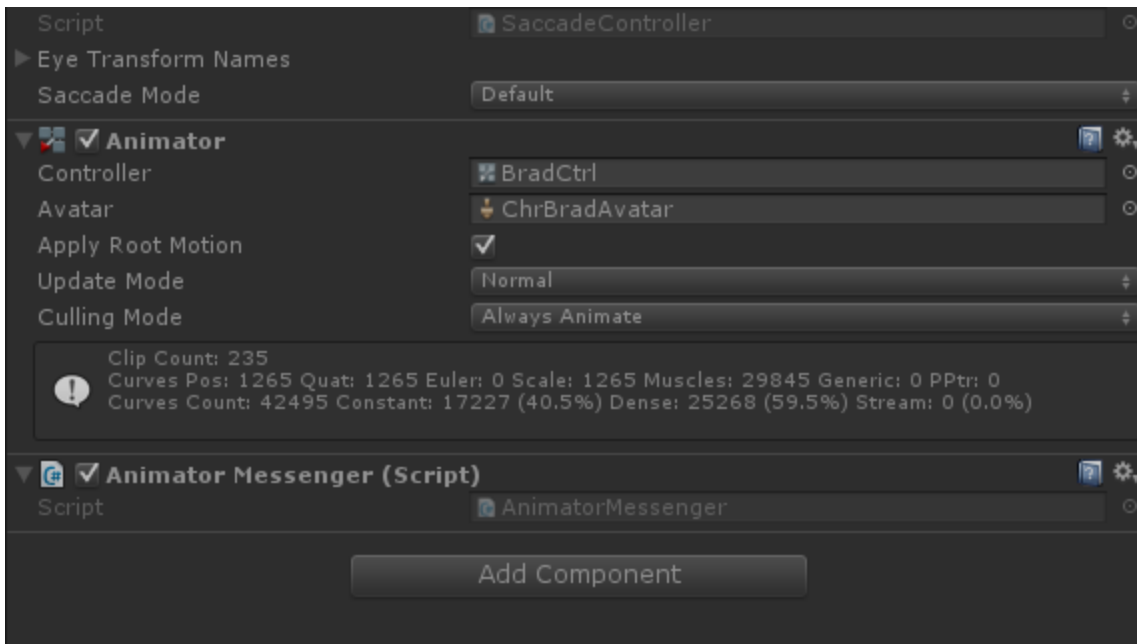 Script SaccadeController
Eye Transform Names
Saccade Mode Default
Animator
Controller BradCtrl
Avatar ChrBradAvatar
Apply Root Motion
Update Mode Normal
Culling Mode Always Animate
Clip Count: 235
Curves Pos: 1265 Quat: 1265 Euler: 0 Scale: 1265 Muscles: 29845 Generic: 0 PPtr: 0
Curves Count: 42495 Constant: 17227 (40.5%) Dense: 25268 (59.5%) Stream: 0 (0.0%)
Animator Messenger (Script)
Script AnimatorMessenger
Add Component